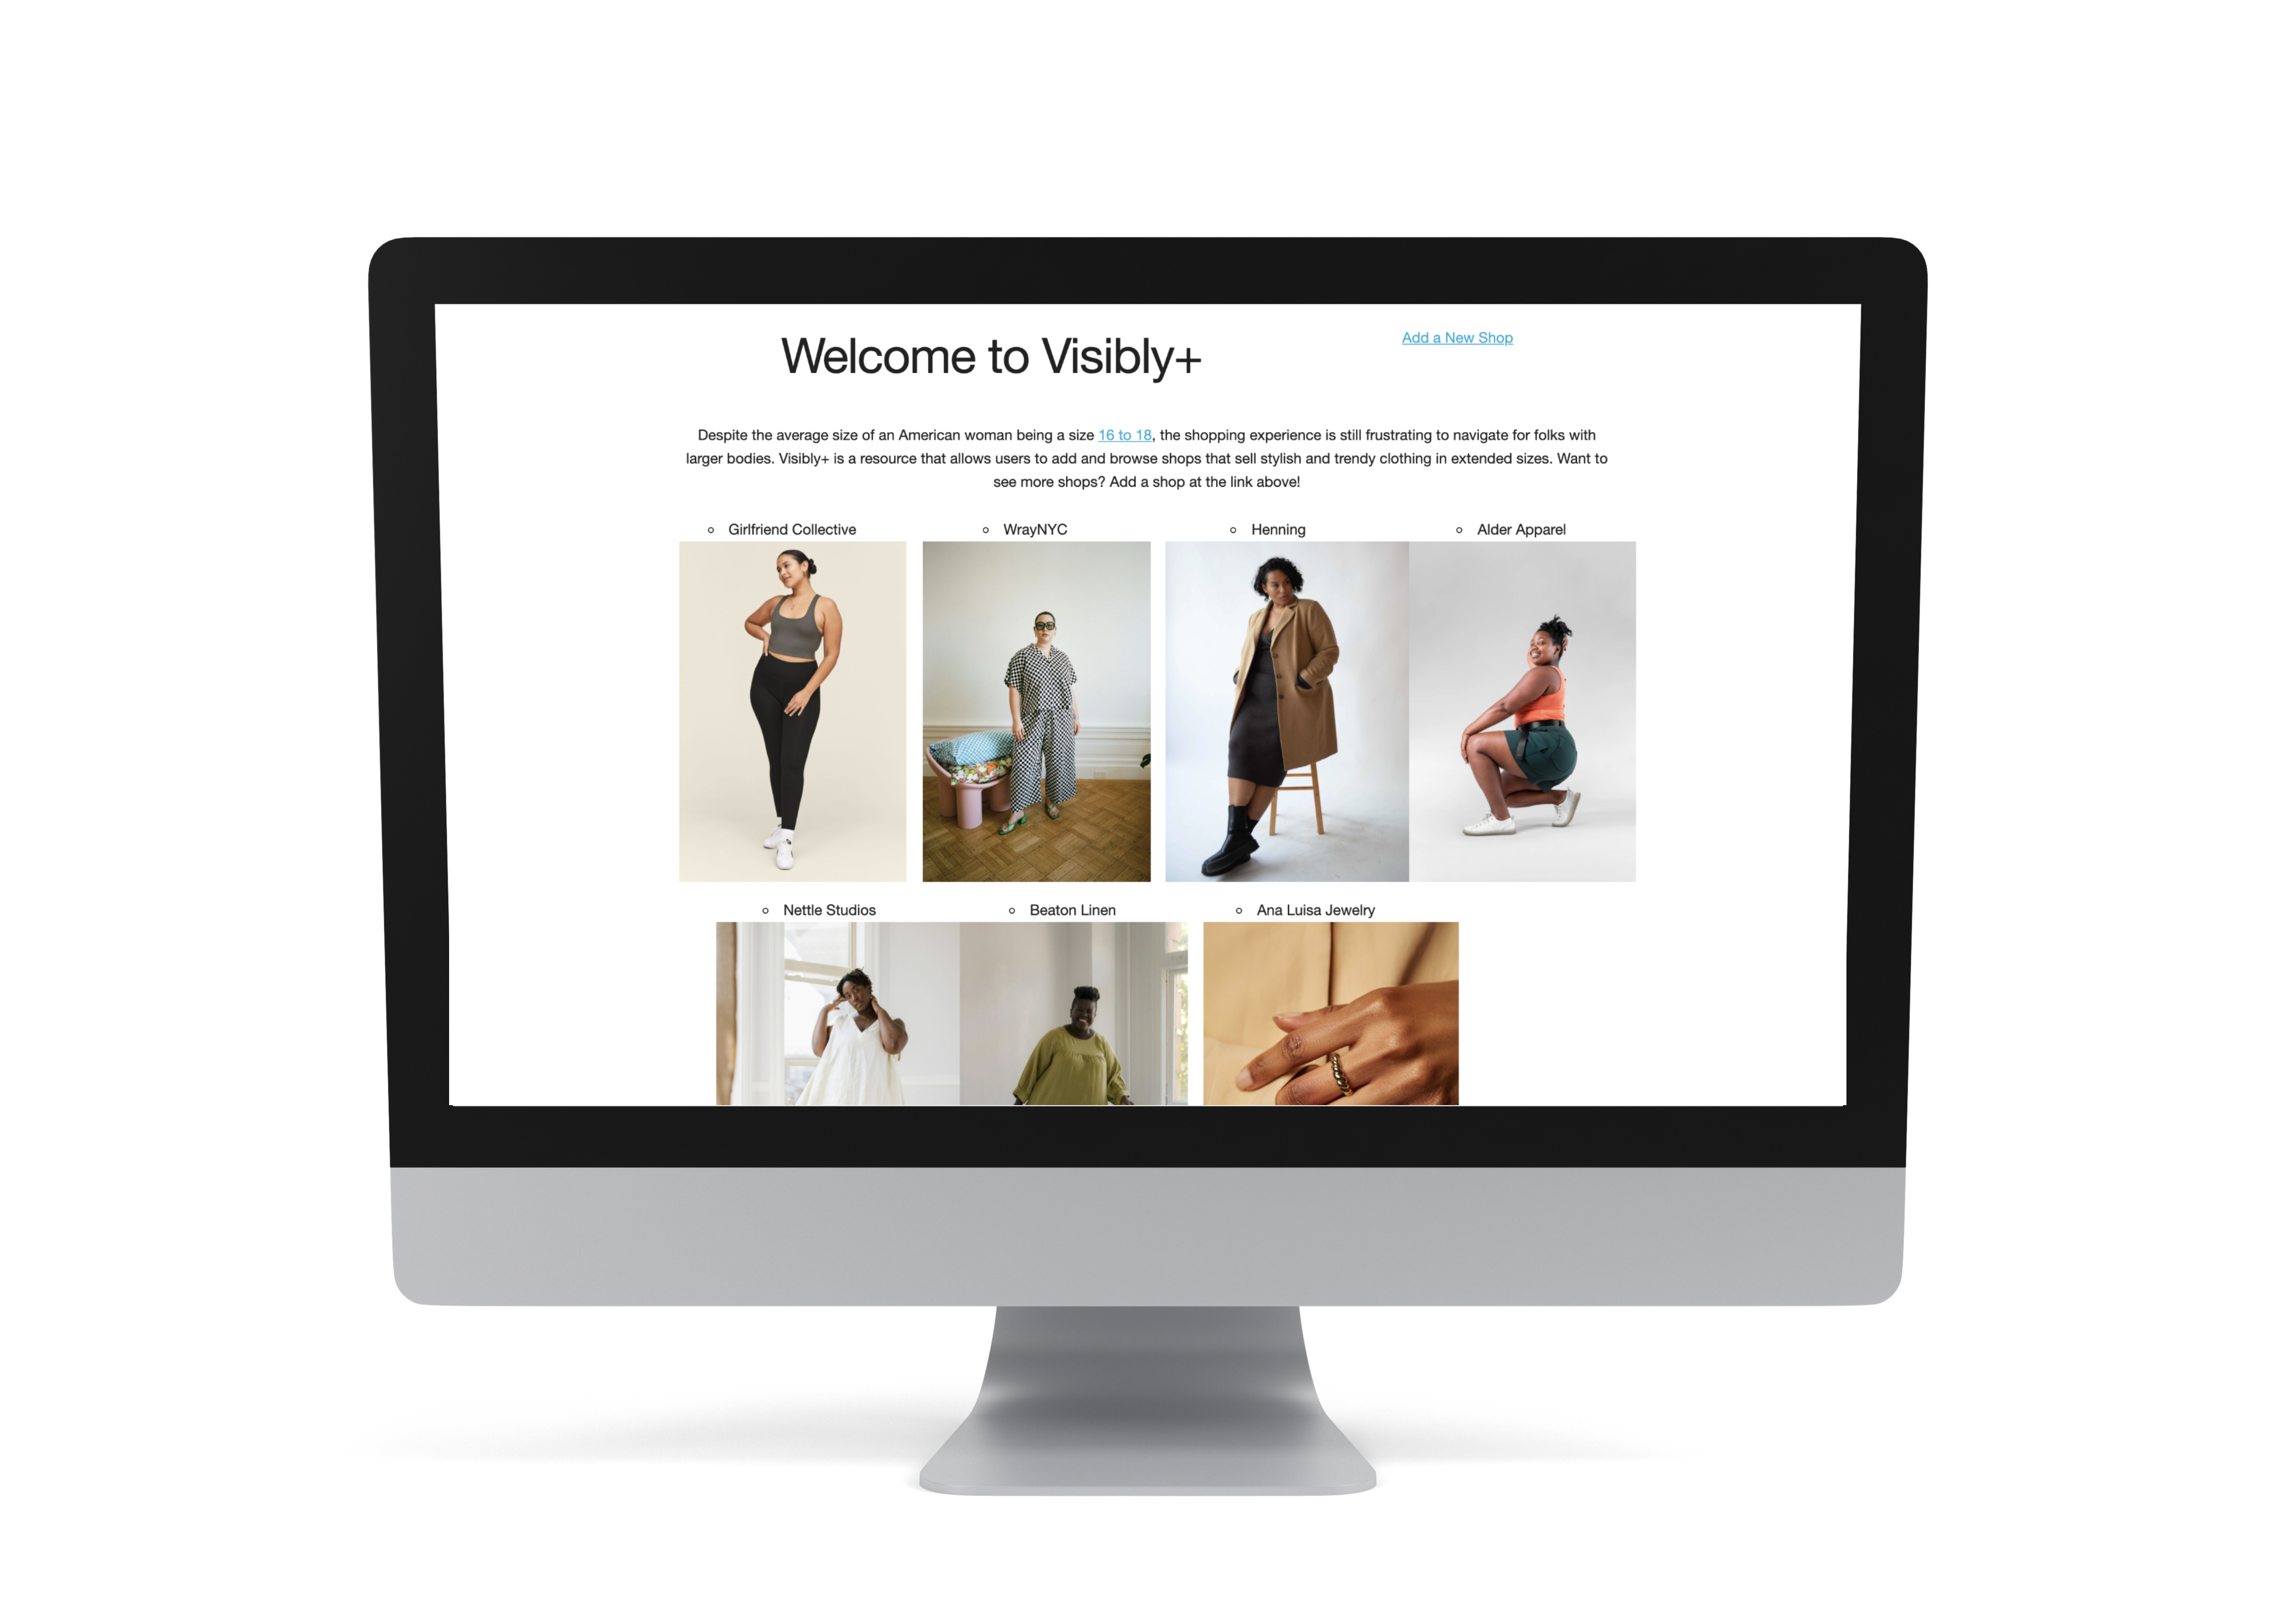 Welcome to Visibly+
Add a New Shop
Despite the average size of an American woman being a size 16 to 18, the shopping experience is still frustrating to navigate for folks with
larger bodies. Visibly+ is a resource that allows users to add and browse shops that sell stylish and trendy clothing in extended sizes. Want to
see more shops? Add a shop at the link above!
Girlfriend Collective
WrayNYC
Henning
Alder Apparel
Nettle Studios
Beaton Linen
Ana Luisa Jewelry